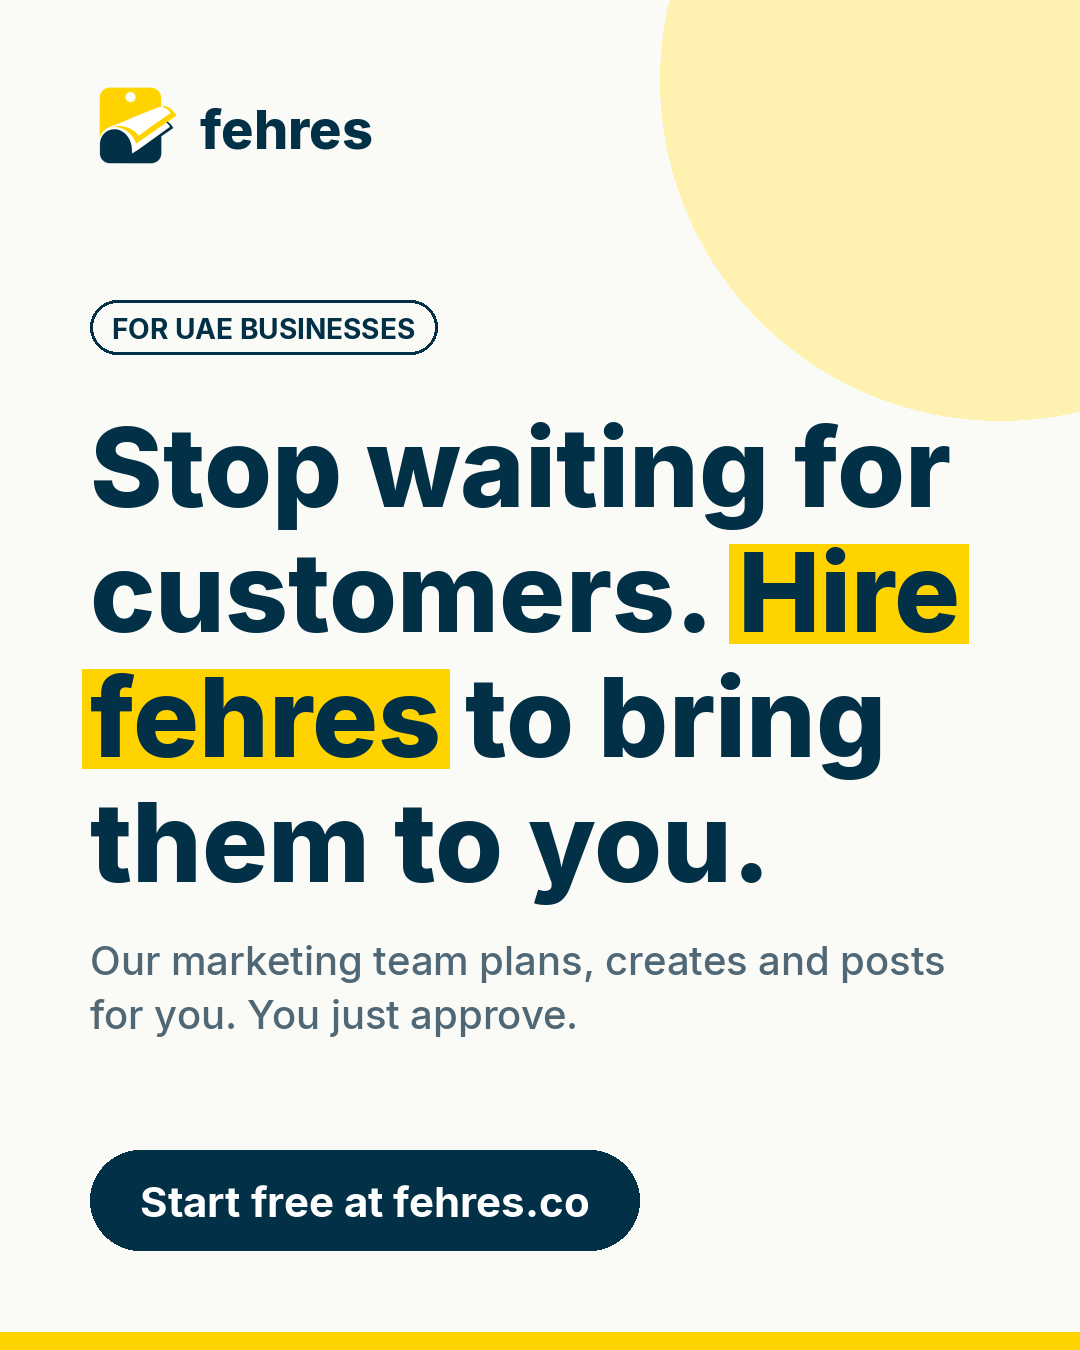 fehres
FOR UAE BUSINESSES
Stop waiting for
customers. Hire
fehres to bring
them to you.
Our marketing team plans, creates and posts
for you. You just approve.
Start free at fehres.co